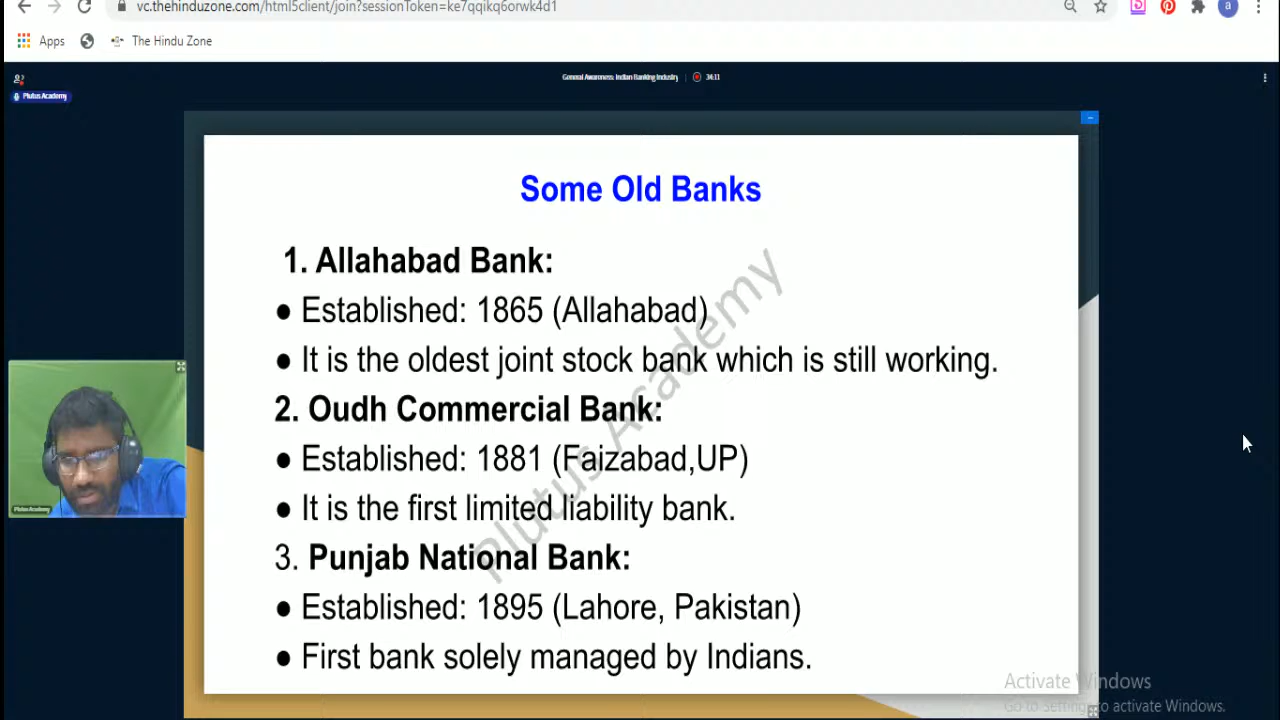 vc.thehinduzone.com/html5client/join?sessionToken=ke7qqikq6orwk4d1
a
Apps
The Hindu Zone
General Awareness: Indian Banking Industry
34:11
Plutus Academy
Some Old Banks
1. Allahabad Bank:
● Established: 1865 (Allahabad)
● It is the oldest joint stock bank which is still working.
2. Oudh Commercial Bank:
● Established: 1881 (Faizabad,UP)
● It is the first limited liability bank.
3. Punjab National Bank:
● Established: 1895 (Lahore, Pakistan)
● First bank solely managed by Indians.
Plutus Academy
Plutus Academy
Activate Windows
Go to Settings to activate Windows.